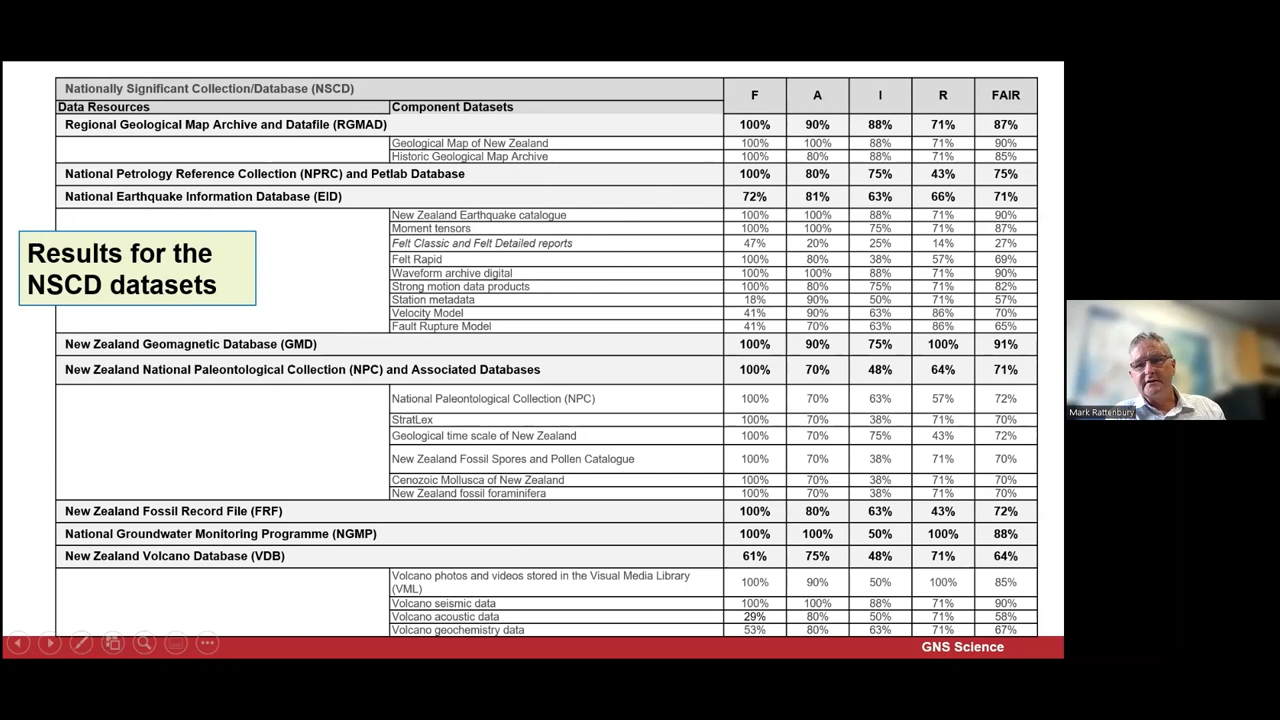 Nationally Significant Collection/Database (NSCD) F A I R FAIR
Data Resources Component Datasets
Regional Geological Map Archive and Datafile (RGMAD) 100% 90% 88% 71% 87%
Geological Map of New Zealand 100% 100% 88% 71% 90%
Historic Geological Map Archive 100% 80% 88% 71% 85%
National Petrology Reference Collection (NPRC) and Petlab Database 100% 80% 75% 43% 75%
National Earthquake Information Database (EID) 72% 81% 63% 66% 71%
New Zealand Earthquake catalogue 100% 100% 88% 71% 90%
Moment tensors 100% 100% 75% 71% 87%
Felt Classic and Felt Detailed reports 47% 20% 25% 14% 27%
Felt Rapid 100% 80% 38% 57% 69%
Waveform archive digital 100% 100% 88% 71% 90%
Strong motion data products 100% 80% 75% 71% 82%
Station metadata 18% 90% 50% 71% 57%
Velocity Model 41% 90% 63% 86% 70%
Fault Rupture Model 41% 70% 63% 86% 65%
Results for the
NSCD datasets
New Zealand Geomagnetic Database (GMD) 100% 90% 75% 100% 91%
New Zealand National Paleontological Collection (NPC) and Associated Databases 100% 70% 48% 64% 71%
National Paleontological Collection (NPC) 100% 70% 63% 57% 72%
StratLex 100% 70% 38% 71% 70%
Geological time scale of New Zealand 100% 70% 75% 43% 72%
New Zealand Fossil Spores and Pollen Catalogue 100% 70% 38% 71% 70%
Cenozoic Mollusca of New Zealand 100% 70% 38% 71% 70%
New Zealand fossil foraminifera 100% 70% 38% 71% 70%
New Zealand Fossil Record File (FRF) 100% 80% 63% 43% 72%
National Groundwater Monitoring Programme (NGMP) 100% 100% 50% 100% 88%
New Zealand Volcano Database (VDB) 61% 75% 48% 71% 64%
Volcano photos and videos stored in the Visual Media Library
(VML) 100% 90% 50% 100% 85%
Volcano seismic data 100% 100% 88% 71% 90%
Volcano acoustic data 29% 80% 50% 71% 58%
Volcano geochemistry data 53% 80% 63% 71% 67%
GNS Science
Mark Rattenbury